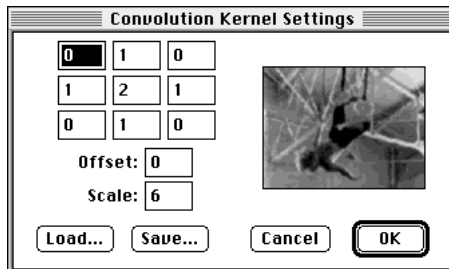 Convolution Kernel Settings
0 1 0
1 2 1
0 1 0
Offset: 0
Scale: 6
Load... Save... Cancel OK